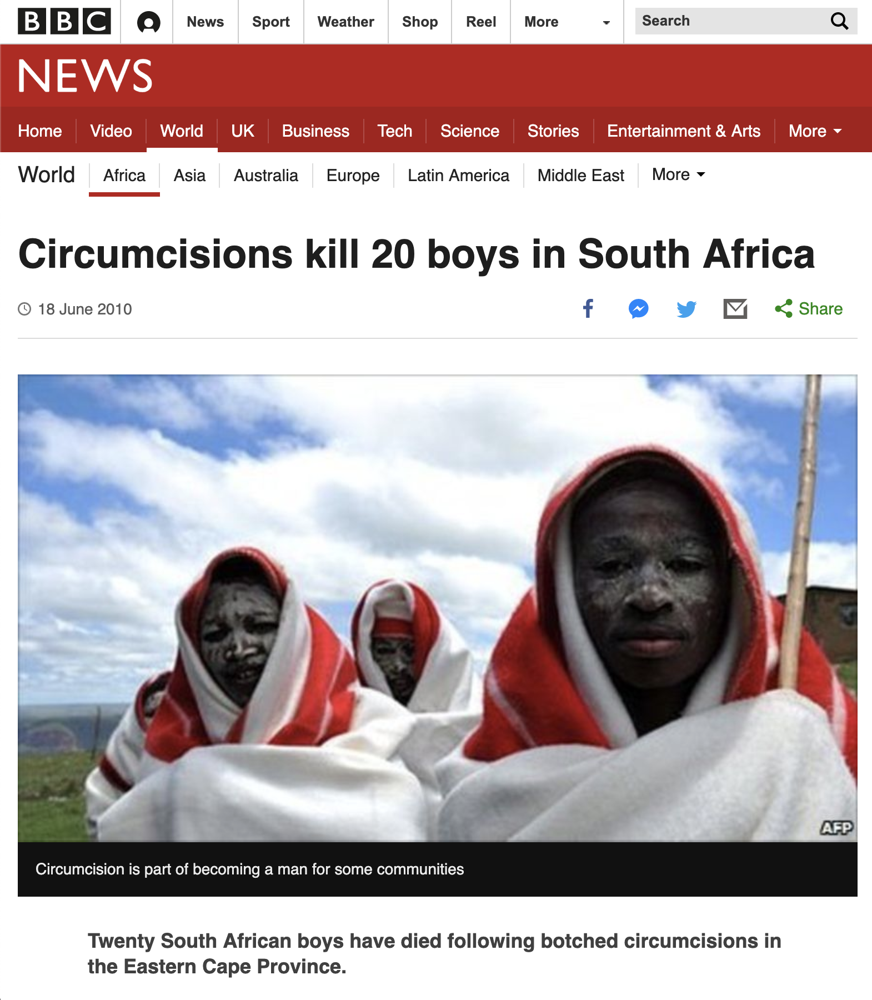 BBC
News
Sport
Weather
Shop
Reel
More
Search
NEWS
Home
Video
World
UK
Business
Tech
Science
Stories
Entertainment & Arts
More
World
Africa
Asia
Australia
Europe
Latin America
Middle East
More
Circumcisions kill 20 boys in South Africa
18 June 2010
Share
AFP
Circumcision is part of becoming a man for some communities
Twenty South African boys have died following botched circumcisions in
the Eastern Cape Province.